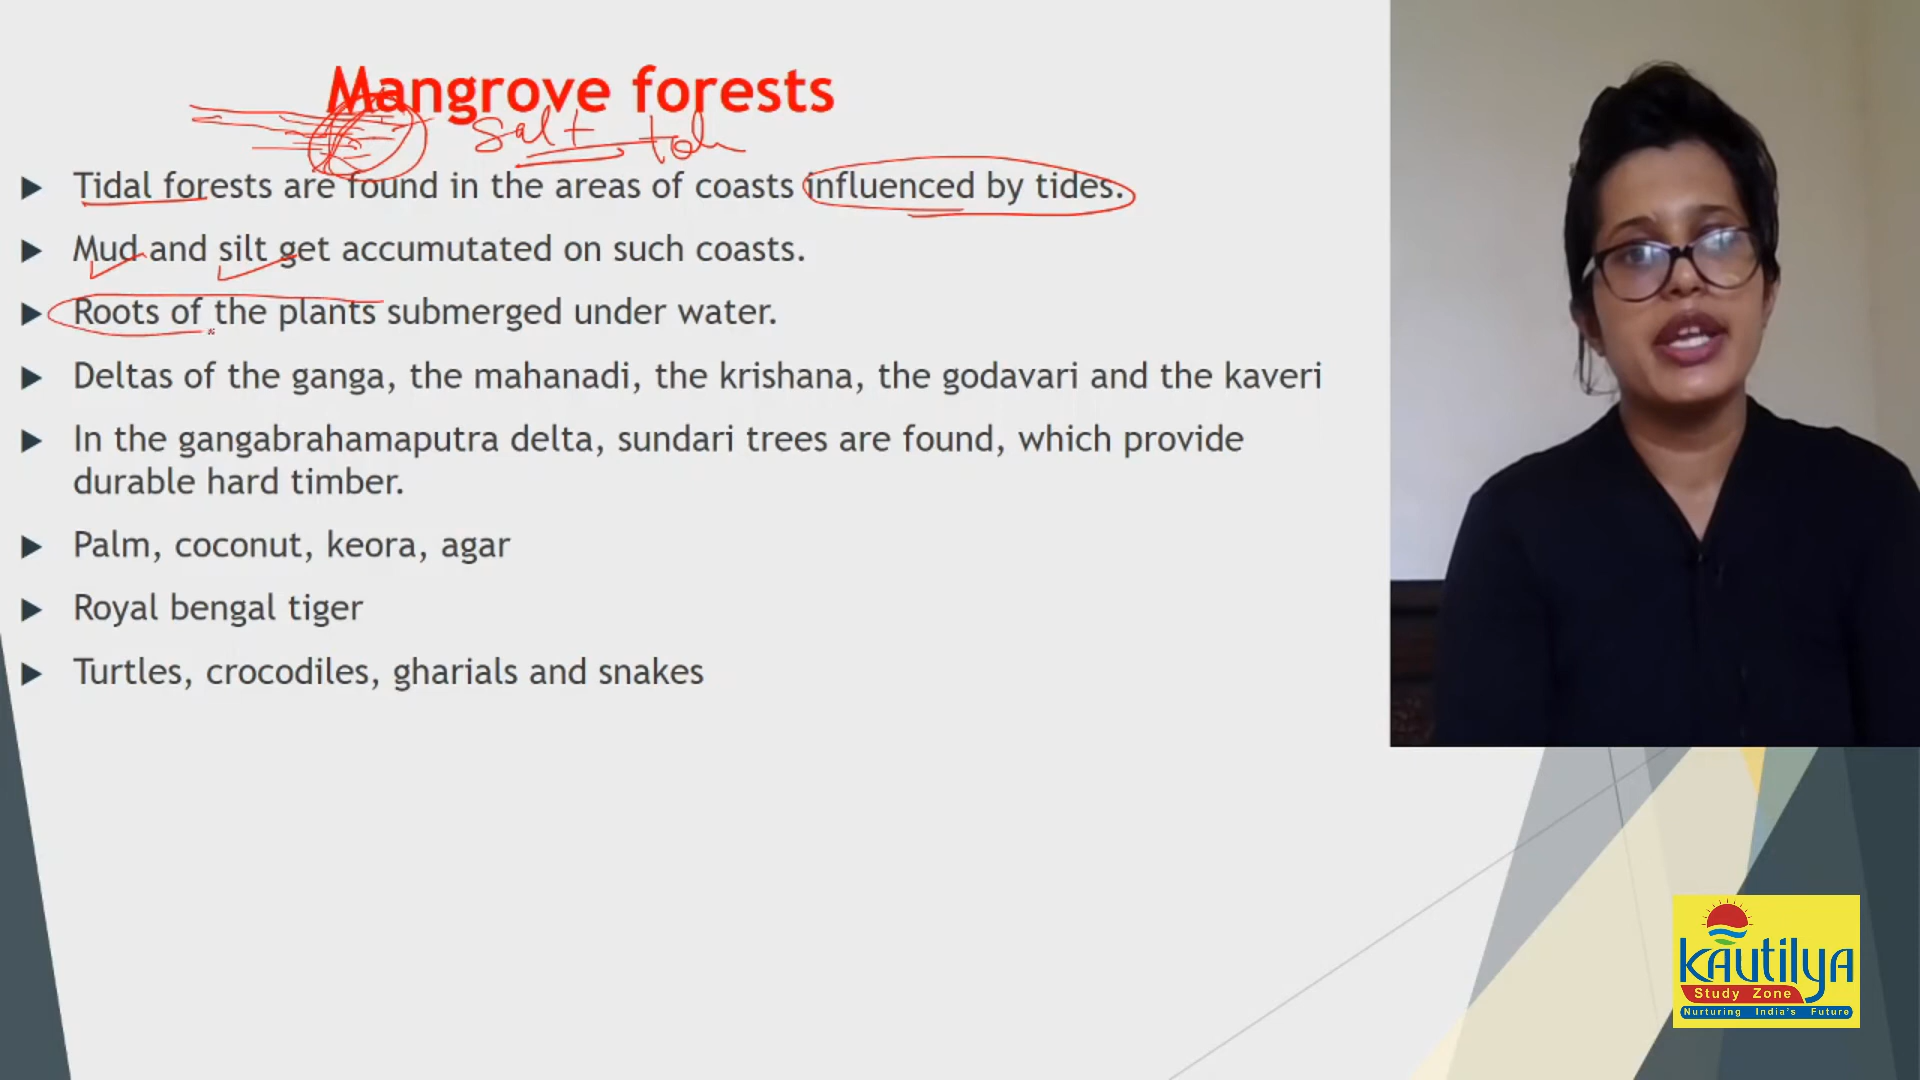 Mangrove forests
salt tol
Tidal forests are found in the areas of coasts influenced by tides.
Mud and silt get accumutated on such coasts.
Roots of the plants submerged under water.
Deltas of the ganga, the mahanadi, the krishana, the godavari and the kaveri
In the gangabrahamaputra delta, sundari trees are found, which provide
durable hard timber.
Palm, coconut, keora, agar
Royal bengal tiger
Turtles, crocodiles, gharials and snakes
kautilya
Study Zone
Nurturing India's Future